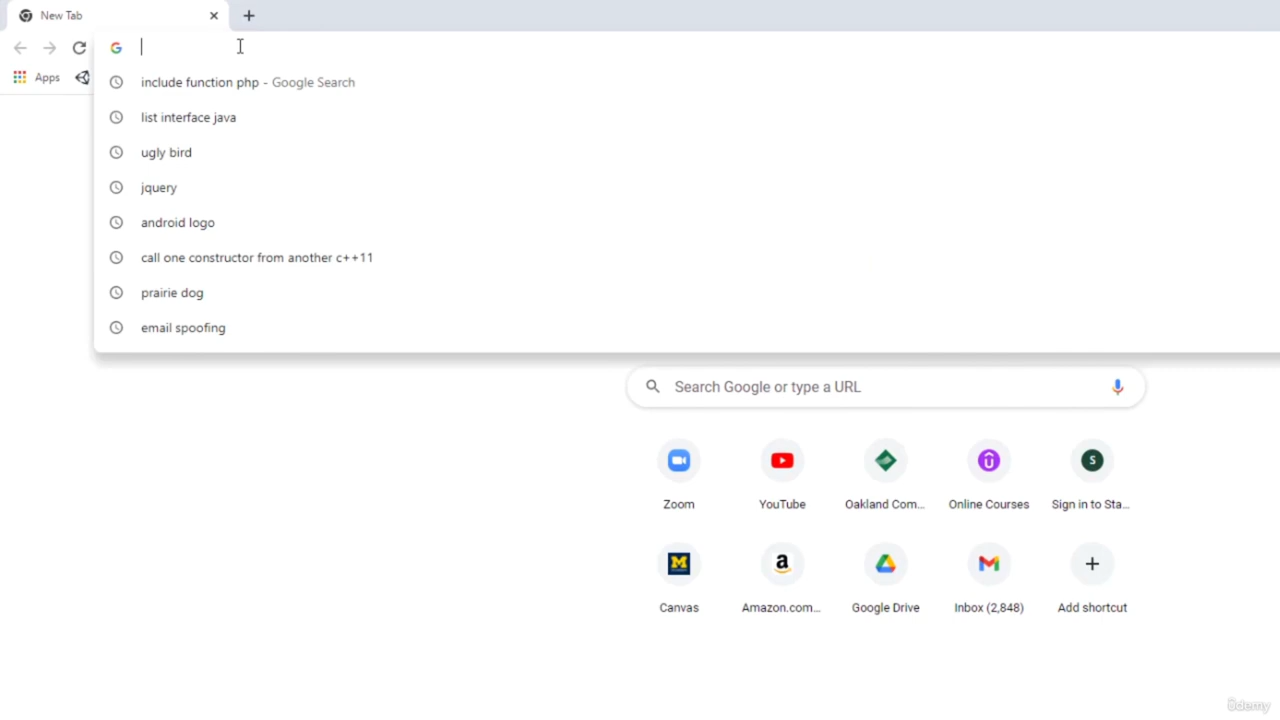 New Tab
include function php - Google Search
Apps
list interface java
ugly bird
jquery
android logo
call one constructor from another c++11
prairie dog
email spoofing
Search Google or type a URL
S
Zoom YouTube Oakland Com... Online Courses Sign in to Sta...
M a
Canvas Amazon.com... Google Drive Inbox (2,848) Add shortcut
ûdemy